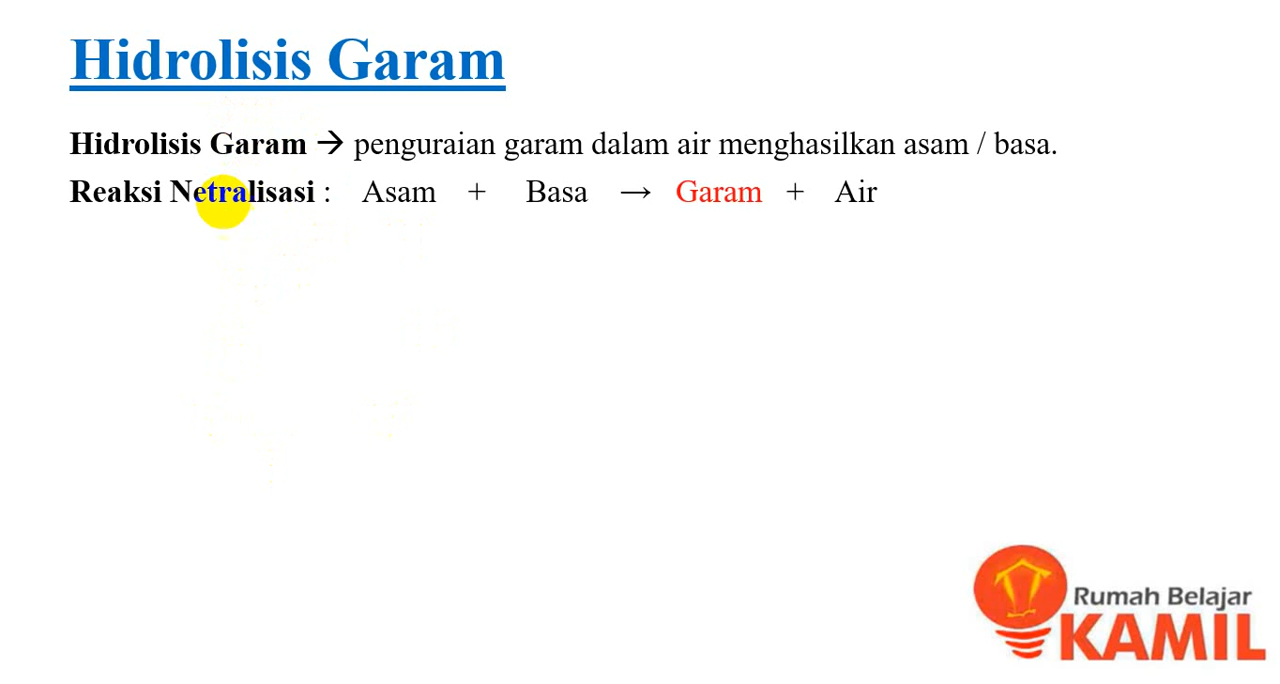 Hidrolisis Garam
Hidrolisis Garam → penguraian garam dalam air menghasilkan asam / basa.
Reaksi Netralisasi : Asam + Basa → Garam + Air
Rumah Belajar
KAMIL